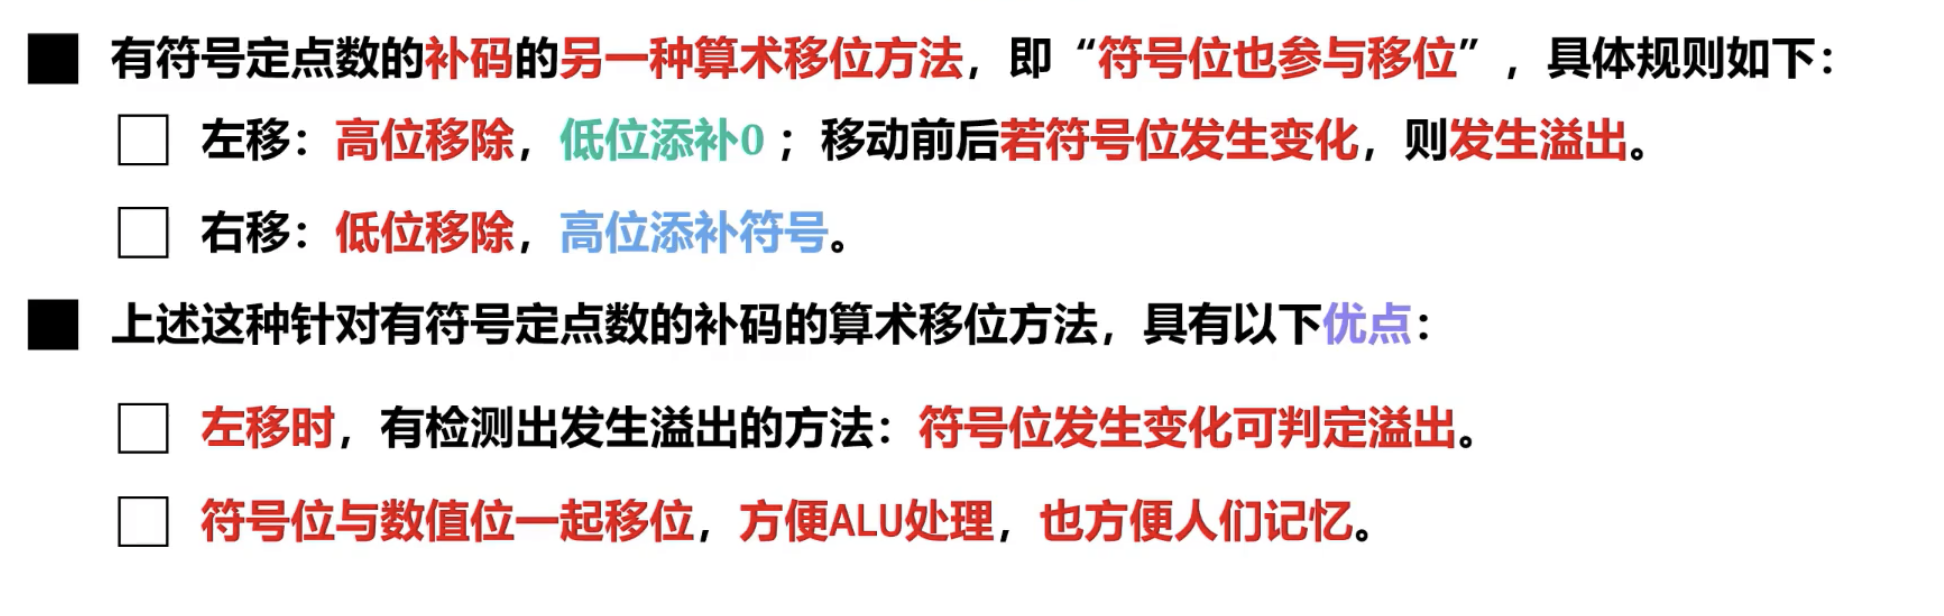 有符号定点数的补码的另一种算术移位方法，即“符号位也参与移位”，具体规则如下：
左移：高位移除，低位添补0；移动前后若符号位发生变化，则发生溢出。
右移：低位移除，高位添补符号。
上述这种针对有符号定点数的补码的算术移位方法，具有以下优点：
左移时，有检测出发生溢出的方法：符号位发生变化可判定溢出。
符号位与数值位一起移位，方便ALU处理，也方便人们记忆。